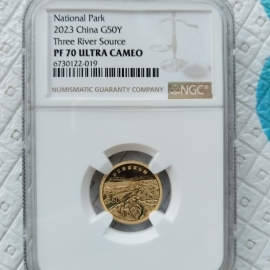 National Park
2023 China G50Y
Three River Source
PF 70 ULTRA CAMEO
6730122-019
NUMISMATIC GUARANTY COMPANY
NGC